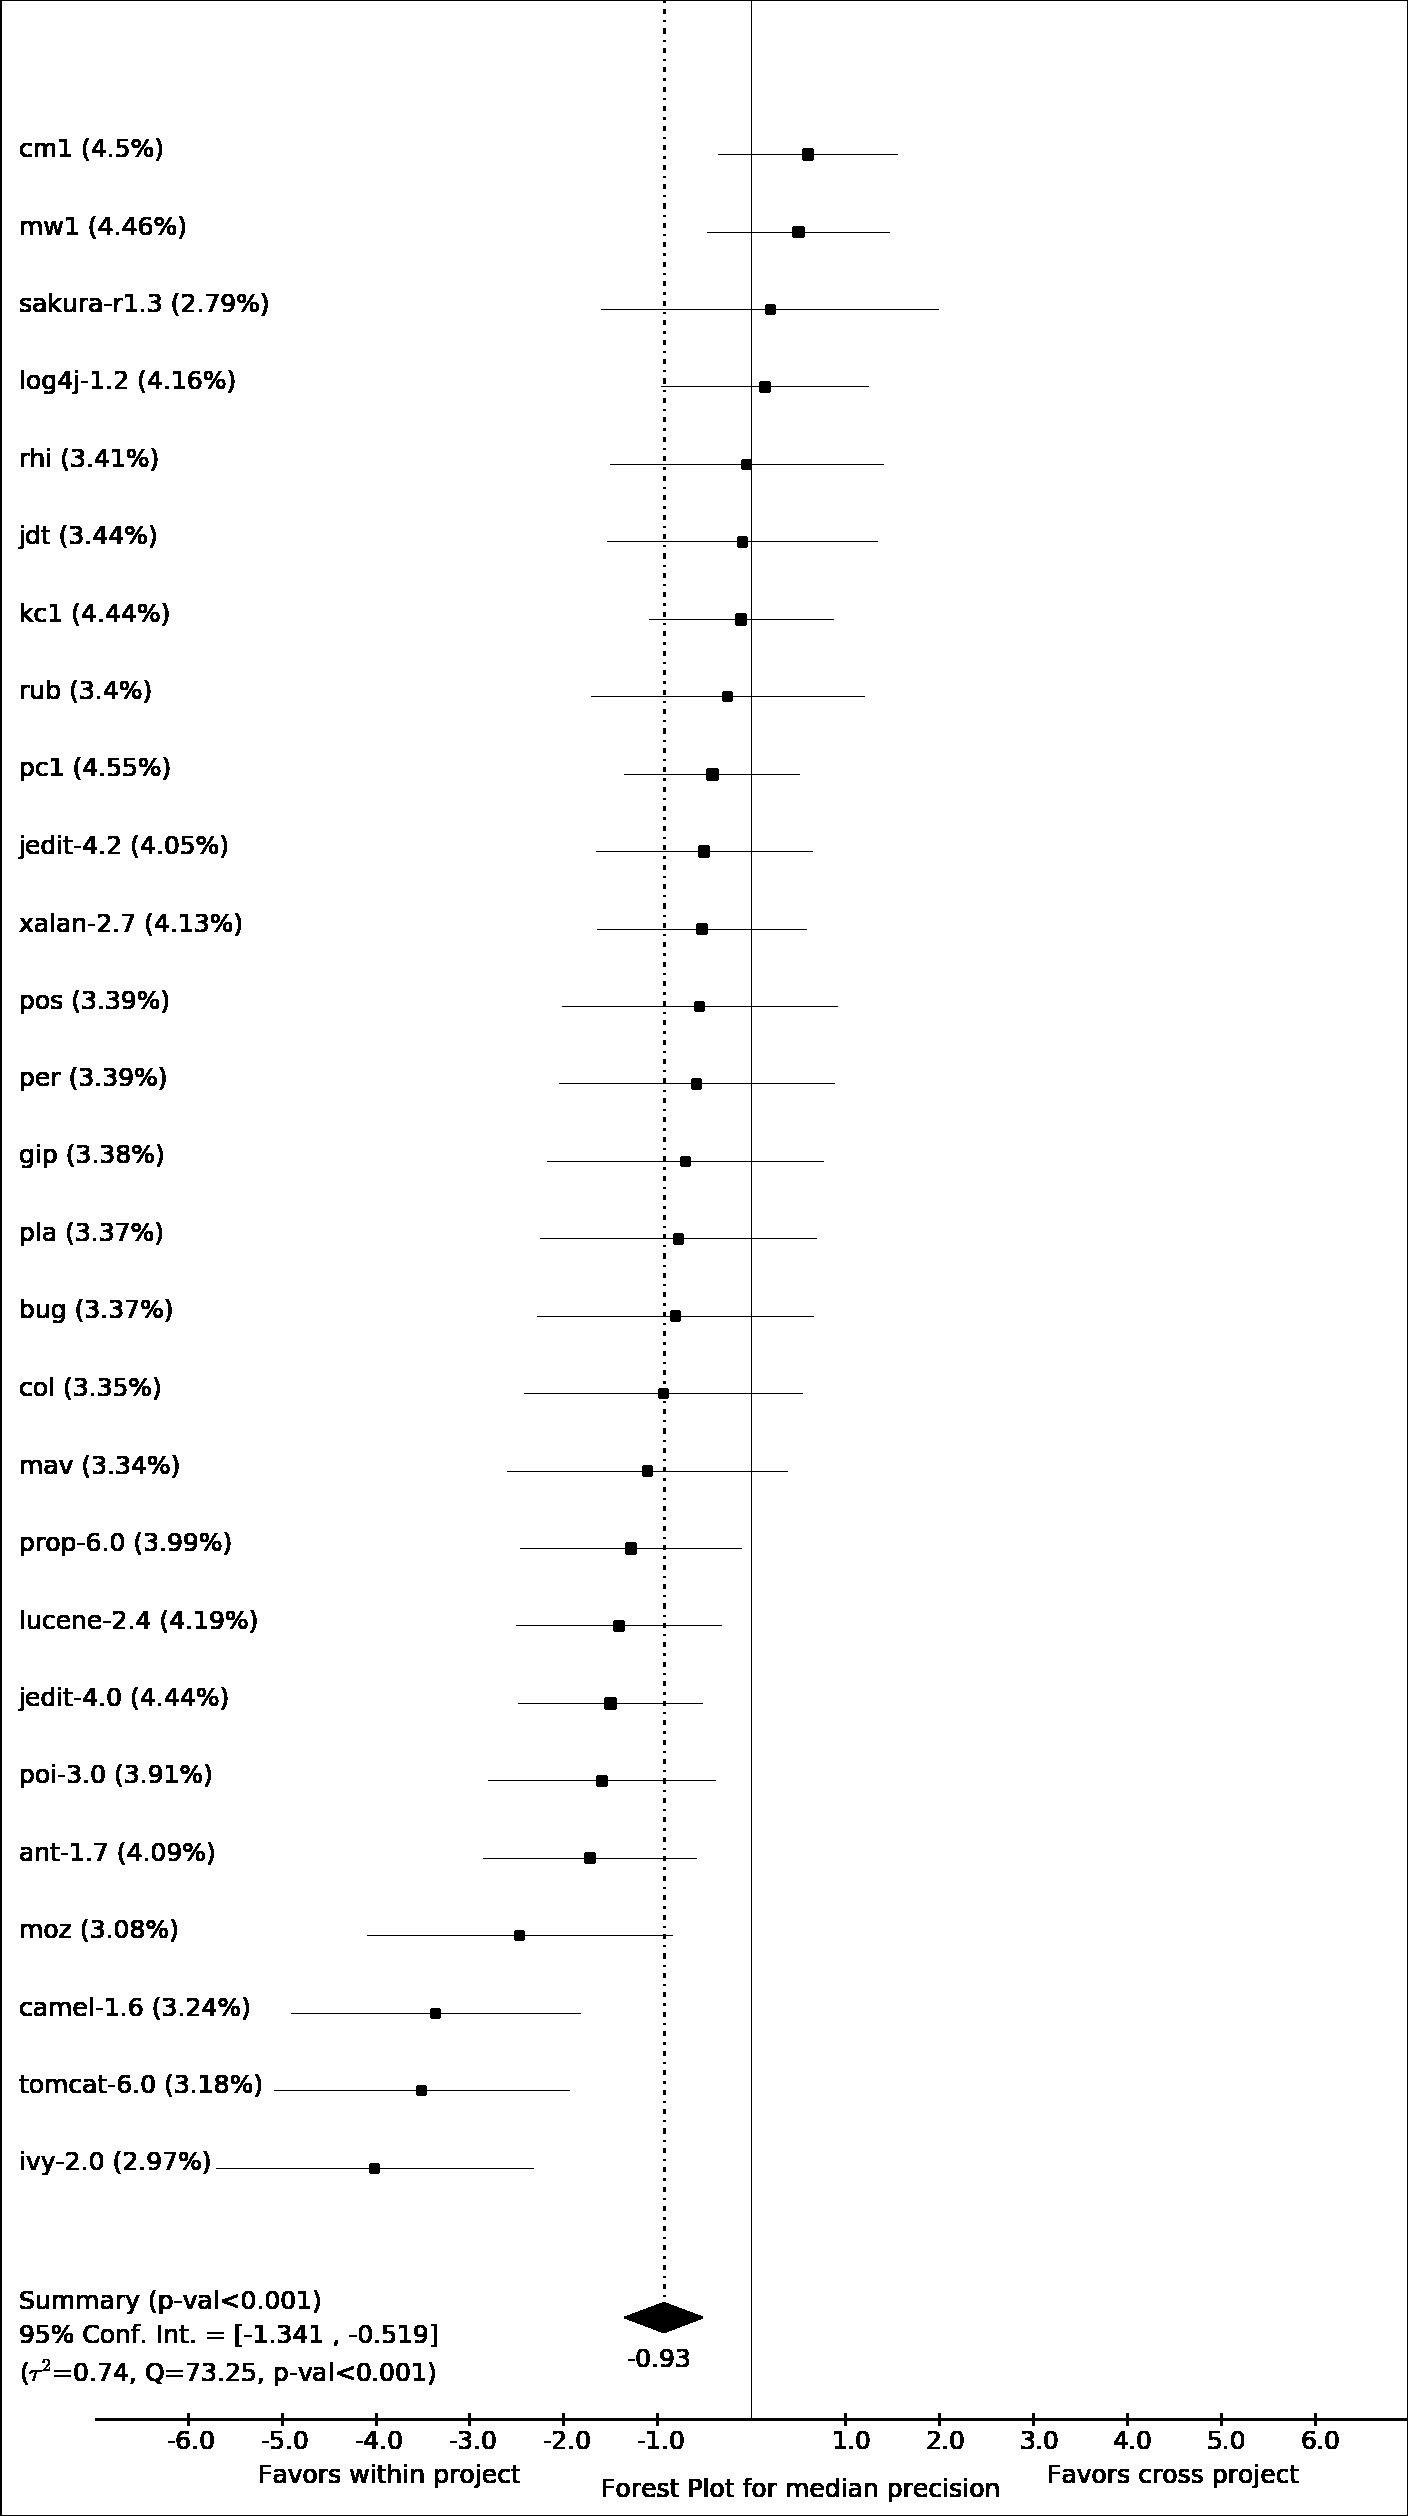 cm1 (4.5%)
mw1 (4.46%)
sakura-r1.3 (2.79%)
log4j-1.2 (4.16%)
rhi (3.41%)
jdt (3.44%)
kc1 (4.44%)
rub (3.4%)
pc1 (4.55%)
jedit-4.2 (4.05%)
xalan-2.7 (4.13%)
pos (3.39%)
per (3.39%)
gip (3.38%)
pla (3.37%)
bug (3.37%)
col (3.35%)
mav (3.34%)
prop-6.0 (3.99%)
lucene-2.4 (4.19%)
jedit-4.0 (4.44%)
poi-3.0 (3.91%)
ant-1.7 (4.09%)
moz (3.08%)
camel-1.6 (3.24%)
tomcat-6.0 (3.18%)
ivy-2.0 (2.97%)
Summary (p-val<0.001)
95% Conf. Int. = [-1.341 , -0.519]
-0.93
(τ²=0.74, Q=73.25, p-val<0.001)
-6.0 -5.0 -4.0 -3.0 -2.0 -1.0 1.0 2.0 3.0 4.0 5.0 6.0
Favors within project
Favors cross project
Forest Plot for median precision